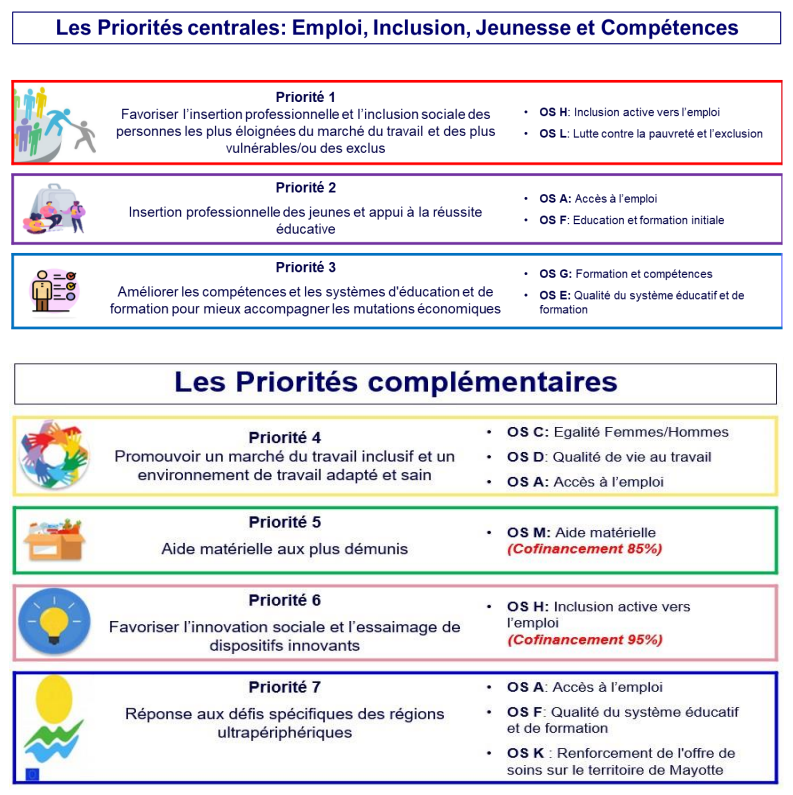 Les Priorités centrales: Emploi, Inclusion, Jeunesse et Compétences
Priorité 1
Favoriser l'insertion professionnelle et l'inclusion sociale des
personnes les plus éloignées du marché du travail et des plus
vulnérables/ou des exclus
• OS H: Inclusion active vers l'emploi
• OS L: Lutte contre la pauvreté et l'exclusion
Priorité 2
Insertion professionnelle des jeunes et appui à la réussite
éducative
• OS A: Accès à l'emploi
• OS F: Education et formation initiale
Priorité 3
Améliorer les compétences et les systèmes d'éducation et de
formation pour mieux accompagner les mutations économiques
• OS G: Formation et compétences
• OS E: Qualité du système éducatif et de
formation
Les Priorités complémentaires
Priorité 4
Promouvoir un marché du travail inclusif et un
environnement de travail adapté et sain
• OS C: Egalité Femmes/Hommes
• OS D: Qualité de vie au travail
• OS A: Accès à l'emploi
Priorité 5
Aide matérielle aux plus démunis
• OS M: Aide matérielle
(Cofinancement 85%)
Priorité 6
Favoriser l'innovation sociale et l'essaimage de
dispositifs innovants
• OS H: Inclusion active vers
l'emploi
(Cofinancement 95%)
Priorité 7
Réponse aux défis spécifiques des régions
ultrapériphériques
• OS A: Accès à l'emploi
• OS F: Qualité du système éducatif
et de formation
• OS K : Renforcement de l'offre de
soins sur le territoire de Mayotte